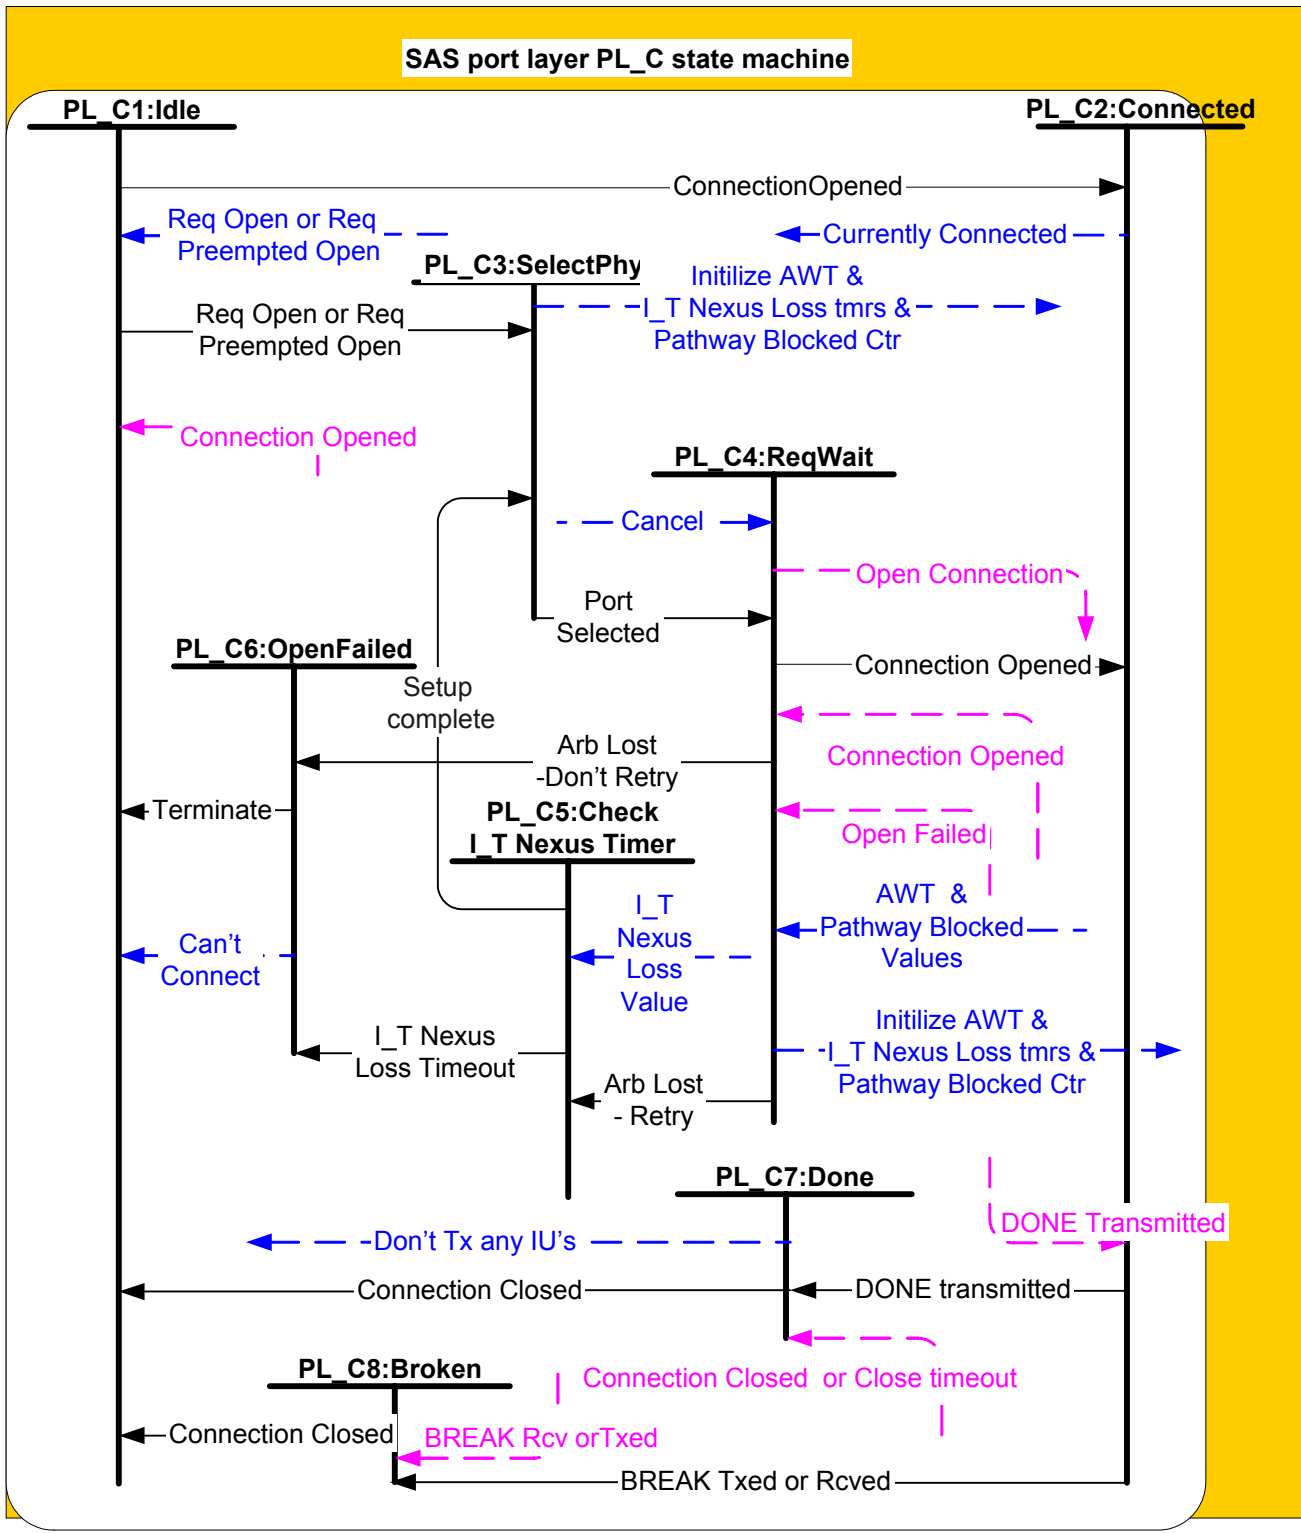 SAS port layer PL_C state machine
PL_C1:Idle
PL_C2:Connected
ConnectionOpened
Req Open or Req
Preempted Open
Currently Connected
PL_C3:SelectPhy
Initilize AWT &
I_T Nexus Loss tmrs &
Pathway Blocked Ctr
Req Open or Req
Preempted Open
Connection Opened
PL_C4:ReqWait
Cancel
Open Connection
Port
Selected
PL_C6:OpenFailed
Connection Opened
Setup
complete
Arb Lost
-Don't Retry
Connection Opened
Terminate
PL_C5:Check
I_T Nexus Timer
Open Failed
I_T
Nexus
Loss
Value
AWT &
Pathway Blocked
Values
Can't
Connect
I_T Nexus
Loss Timeout
Initilize AWT &
I_T Nexus Loss tmrs &
Pathway Blocked Ctr
Arb Lost
- Retry
PL_C7:Done
DONE Transmitted
Don't Tx any IU's
Connection Closed
DONE transmitted
PL_C8:Broken
Connection Closed or Close timeout
Connection Closed
BREAK Rcv orTxed
BREAK Txed or Rcved